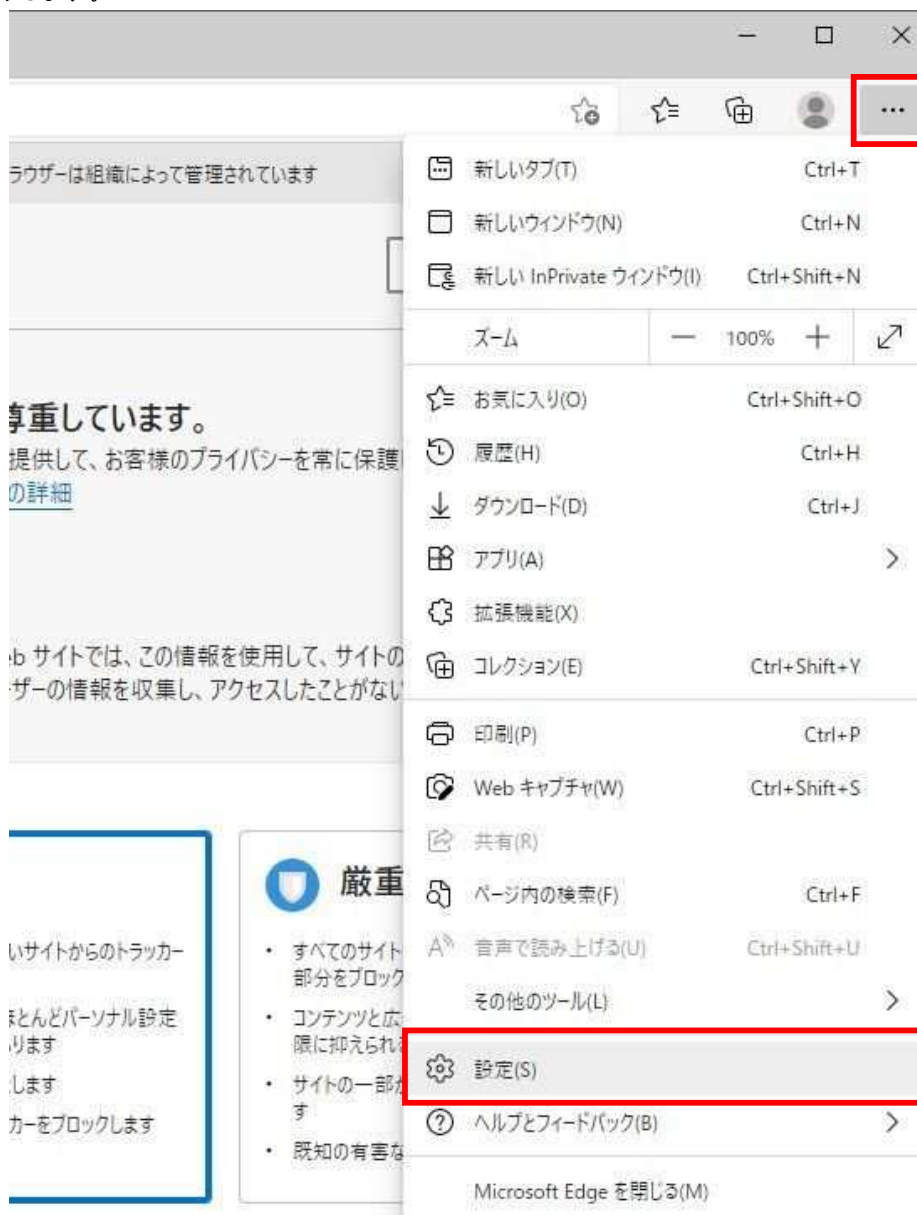 ラウザーは組織によって管理されています
新しいタブ(T) Ctrl+T
新しいウィンドウ(N) Ctrl+N
新しい InPrivate ウィンドウ(I) Ctrl+Shift+N
ズーム — 100% +
お気に入り(O) Ctrl+Shift+O
履歴(H) Ctrl+H
ダウンロード(D) Ctrl+J
アプリ(A)
拡張機能(X)
コレクション(E) Ctrl+Shift+Y
印刷(P) Ctrl+P
Web キャプチャ(W) Ctrl+Shift+S
共有(R)
ページ内の検索(F) Ctrl+F
音声で読み上げる(U) Ctrl+Shift+U
その他のツール(L)
設定(S)
ヘルプとフィードバック(B)
Microsoft Edge を閉じる(M)
尊重しています。
提供して、お客様のプライバシーを常に保護
の詳細
b サイトでは、この情報を使用して、サイトの
ザーの情報を収集し、アクセスしたことがない
いサイトからのトラッカー
ほとんどパーソナル設定
ります
します
カーをブロックします
厳重
• すべてのサイト
部分をブロック
• コンテンツと広
限に抑えられ
• サイトの一部が
す
• 既知の有害な